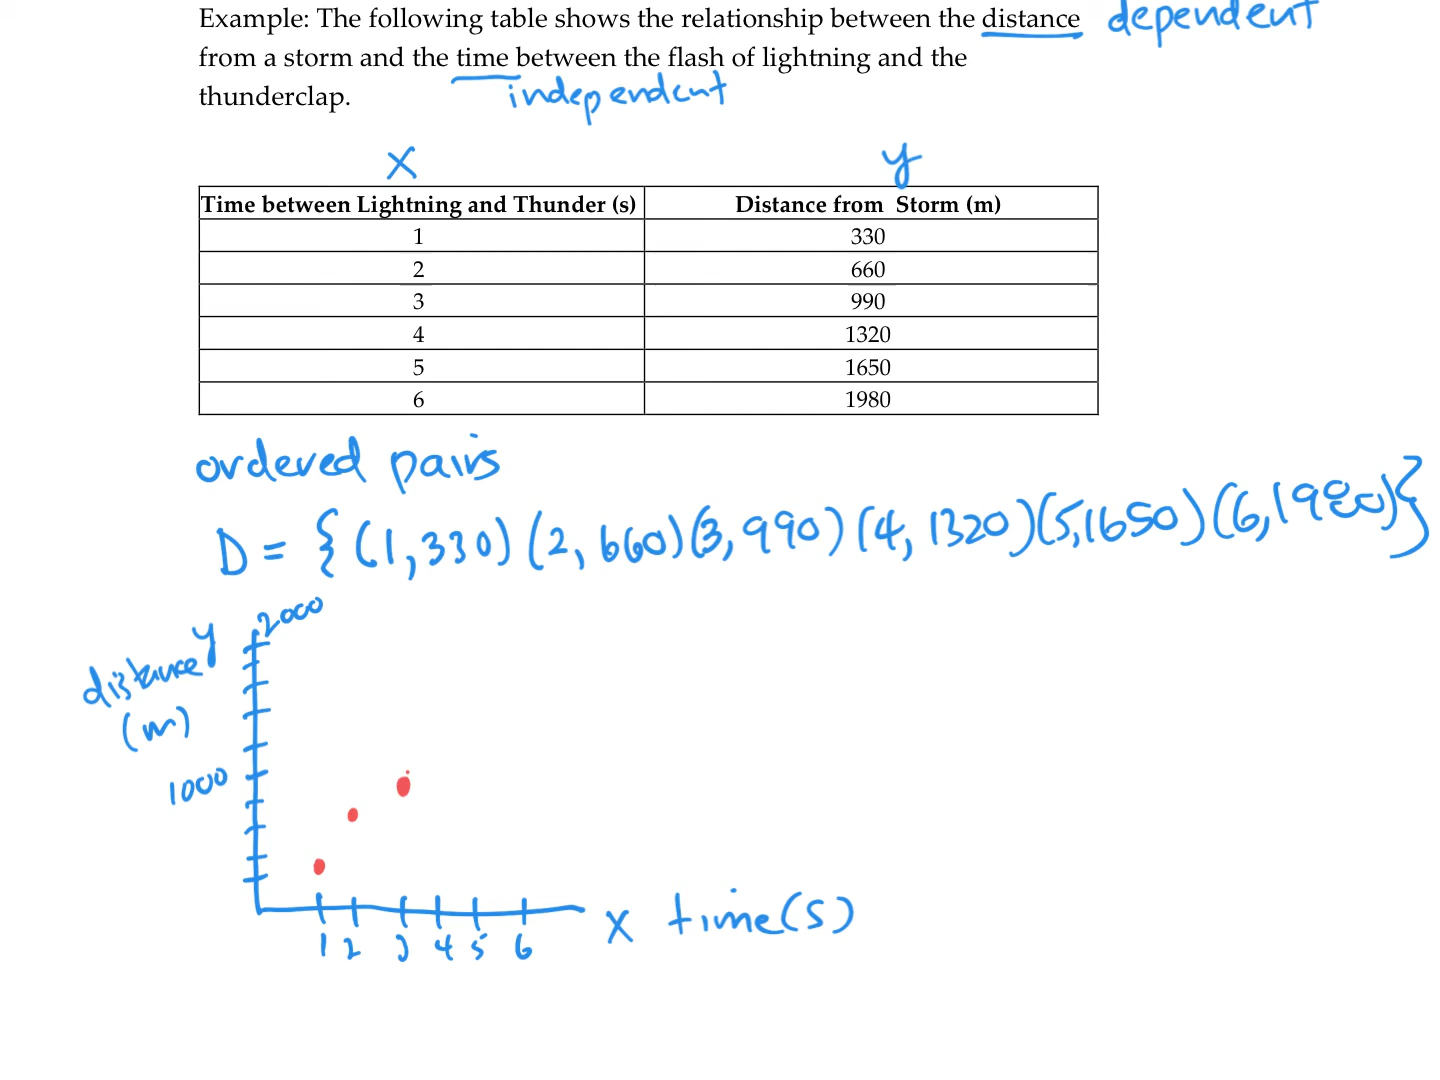 Example: The following table shows the relationship between the distance dependent
from a storm and the time between the flash of lightning and the
thunderclap. independent
x y
Time between Lightning and Thunder (s) Distance from Storm (m)
1 330
2 660
3 990
4 1320
5 1650
6 1980
ordered pairs
D = {(1,330) (2, 660) (3, 990) (4, 1320) (5,1650) (6,1980)}
2000
y
distance
(m)
1000
x time(s)
1 2 3 4 5 6